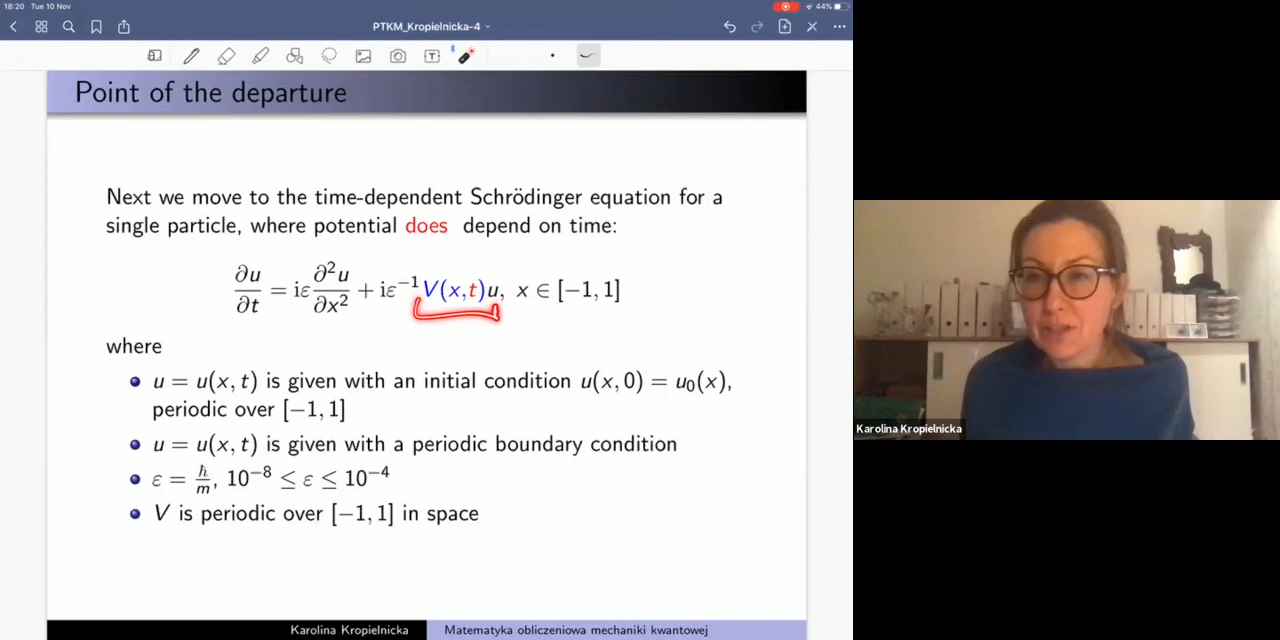 18:20 Tue 10 Nov
44%
PTKM_Kropielnicka-4
Point of the departure
Next we move to the time-dependent Schrödinger equation for a
single particle, where potential does depend on time:
∂u/∂t = iε ∂²u/∂x² + iε⁻¹V(x,t)u, x ∈ [−1, 1]
where
u = u(x, t) is given with an initial condition u(x, 0) = u₀(x),
periodic over [−1, 1]
u = u(x, t) is given with a periodic boundary condition
ε = ℏ/m, 10⁻⁸ ≤ ε ≤ 10⁻⁴
V is periodic over [−1, 1] in space
Karolina Kropielnicka
Matematyka obliczeniowa mechaniki kwantowej
Karolina Kropielnicka